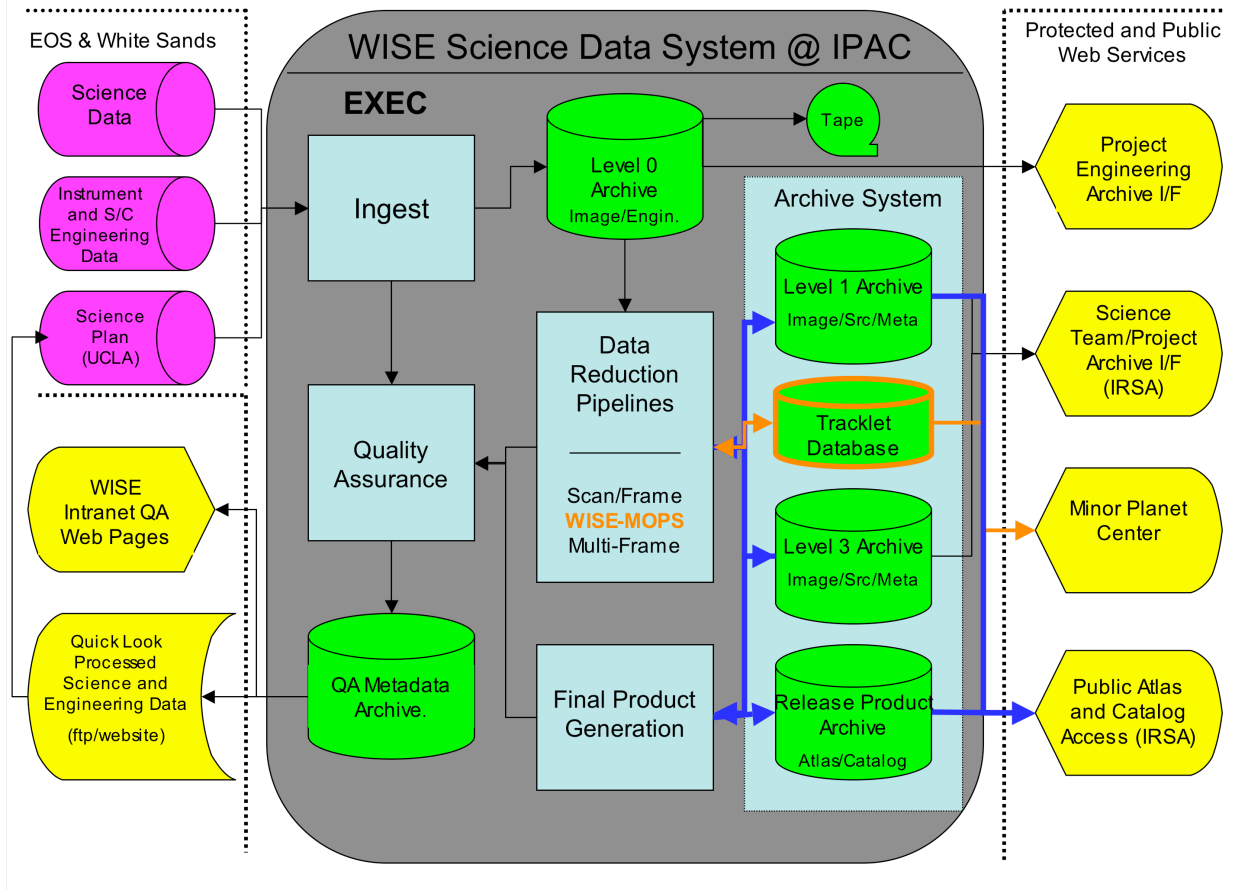 EOS & White Sands
WISE Science Data System @ IPAC
Protected and Public
Web Services
EXEC
Science
Data
Instrument
and S/C
Engineering
Data
Science
Plan
(UCLA)
WISE
Intranet QA
Web Pages
Quick Look
Processed
Science and
Engineering Data
(ftp/website)
Ingest
Quality
Assurance
QA Metadata
Archive.
Level 0
Archive
Image/Engin.
Tape
Data
Reduction
Pipelines
Scan/Frame
WISE-MOPS
Multi-Frame
Final Product
Generation
Archive System
Level 1 Archive
Image/Src/Meta
Tracklet
Database
Level 3 Archive
Image/Src/Meta
Release Product
Archive
Atlas/Catalog
Project
Engineering
Archive I/F
Science
Team/Project
Archive I/F
(IRSA)
Minor Planet
Center
Public Atlas
and Catalog
Access (IRSA)